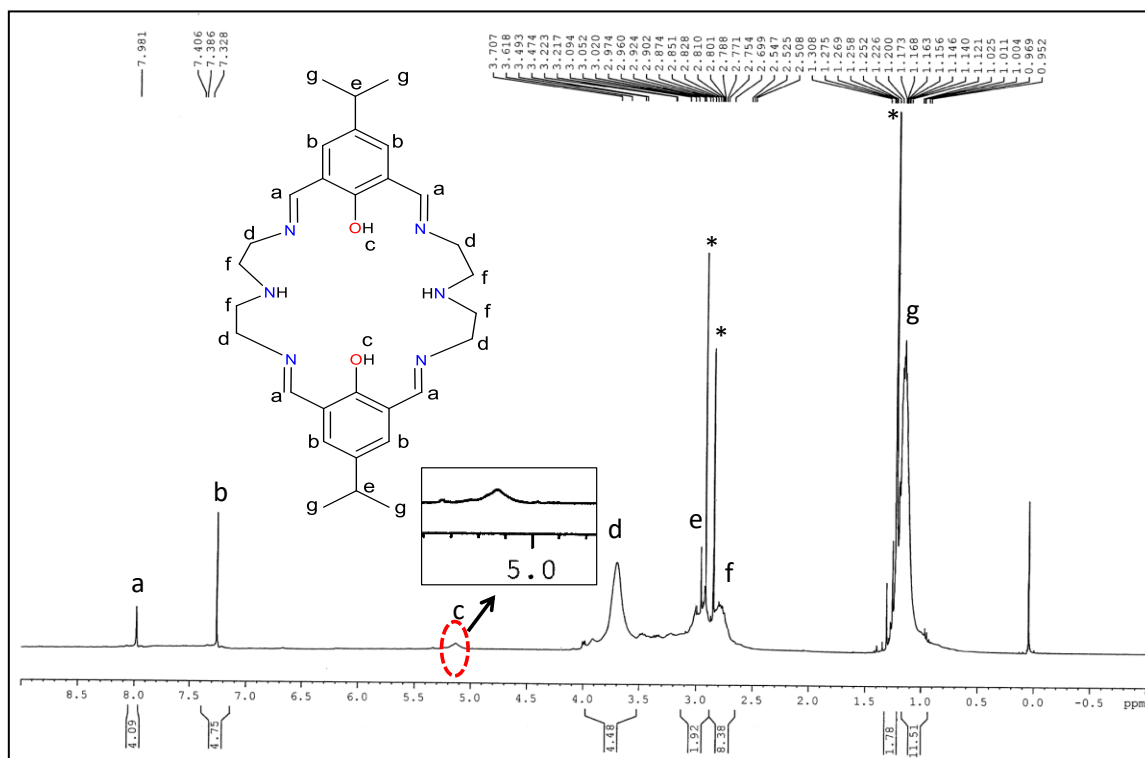 7.981
7.406
7.386
7.328
3.707
3.618
3.493
3.474
3.223
3.217
3.094
3.052
3.020
2.974
2.960
2.924
2.902
2.874
2.851
2.828
2.810
2.801
2.788
2.771
2.754
2.699
2.547
2.525
2.508
1.308
1.275
1.269
1.258
1.252
1.226
1.200
1.173
1.168
1.163
1.156
1.146
1.140
1.121
1.025
1.011
1.004
0.969
0.952
g g
e
*
b b
a a
N OH N
c
d d
*
f f
NH HN
f f
*
d d
g
c
N OH N
a a
b b
b
g e g
e
d
f
5.0
a
c
8.5 8.0 7.5 7.0 6.5 6.0 5.5 5.0 4.5 4.0 3.5 3.0 2.5 2.0 1.5 1.0 0.5 0.0 -0.5 ppm
4.09 4.75 4.48 1.92 8.38 1.78 11.51